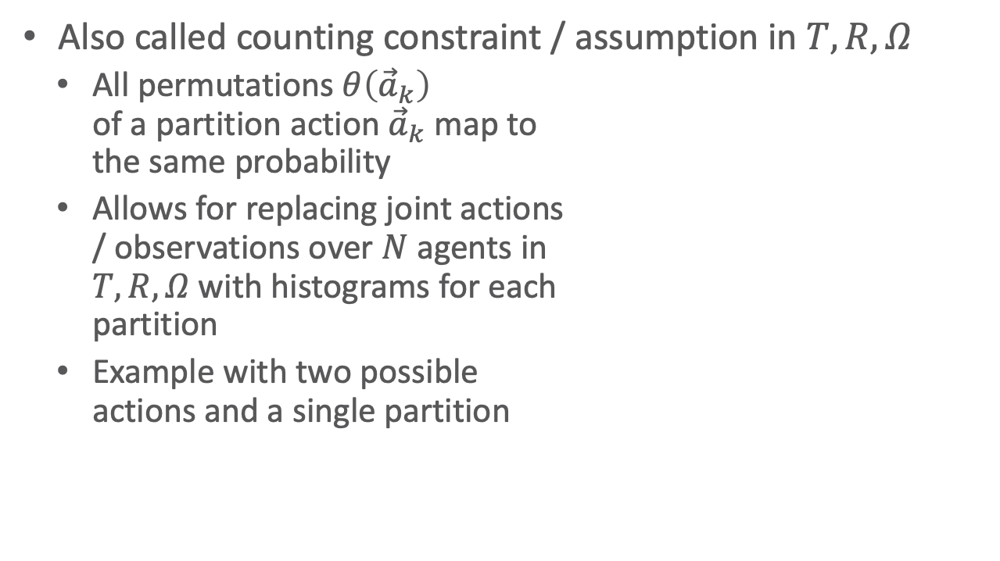 • Also called counting constraint / assumption in 𝑇, 𝑅, 𝛺
• All permutations 𝜃(𝑎⃗ₖ)
of a partition action 𝑎⃗ₖ map to
the same probability
• Allows for replacing joint actions
/ observations over 𝑁 agents in
𝑇, 𝑅, 𝛺 with histograms for each
partition
• Example with two possible
actions and a single partition